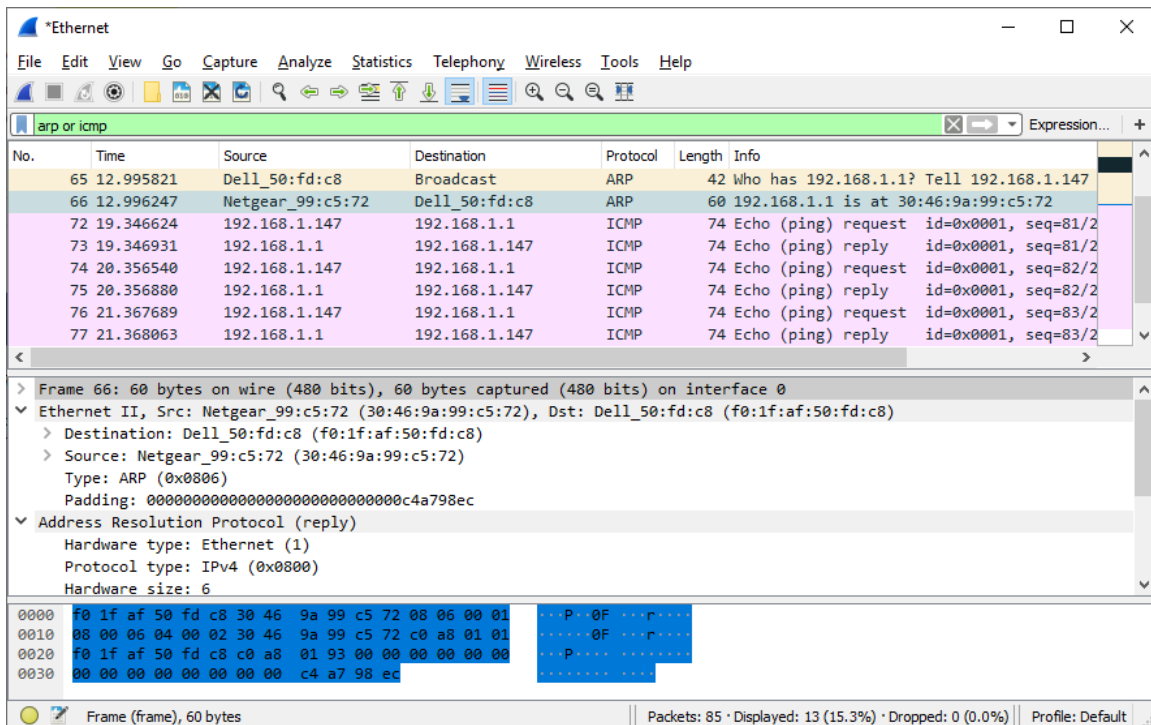 *Ethernet
File Edit View Go Capture Analyze Statistics Telephony Wireless Tools Help
arp or icmp Expression... +
No. Time Source Destination Protocol Length Info
65 12.995821 Dell_50:fd:c8 Broadcast ARP 42 Who has 192.168.1.1? Tell 192.168.1.147
66 12.996247 Netgear_99:c5:72 Dell_50:fd:c8 ARP 60 192.168.1.1 is at 30:46:9a:99:c5:72
72 19.346624 192.168.1.147 192.168.1.1 ICMP 74 Echo (ping) request id=0x0001, seq=81/2
73 19.346931 192.168.1.1 192.168.1.147 ICMP 74 Echo (ping) reply id=0x0001, seq=81/2
74 20.356540 192.168.1.147 192.168.1.1 ICMP 74 Echo (ping) request id=0x0001, seq=82/2
75 20.356880 192.168.1.1 192.168.1.147 ICMP 74 Echo (ping) reply id=0x0001, seq=82/2
76 21.367689 192.168.1.147 192.168.1.1 ICMP 74 Echo (ping) request id=0x0001, seq=83/2
77 21.368063 192.168.1.1 192.168.1.147 ICMP 74 Echo (ping) reply id=0x0001, seq=83/2
Frame 66: 60 bytes on wire (480 bits), 60 bytes captured (480 bits) on interface 0
Ethernet II, Src: Netgear_99:c5:72 (30:46:9a:99:c5:72), Dst: Dell_50:fd:c8 (f0:1f:af:50:fd:c8)
Destination: Dell_50:fd:c8 (f0:1f:af:50:fd:c8)
Source: Netgear_99:c5:72 (30:46:9a:99:c5:72)
Type: ARP (0x0806)
Padding: 0000000000000000000000000000c4a798ec
Address Resolution Protocol (reply)
Hardware type: Ethernet (1)
Protocol type: IPv4 (0x0800)
Hardware size: 6
0000 f0 1f af 50 fd c8 30 46 9a 99 c5 72 08 06 00 01 ···P··0F ···r····
0010 08 00 06 04 00 02 30 46 9a 99 c5 72 c0 a8 01 01 ······0F ···r····
0020 f0 1f af 50 fd c8 c0 a8 01 93 00 00 00 00 00 00 ···P···· ········
0030 00 00 00 00 00 00 00 00 c4 a7 98 ec ········ ····
Frame (frame), 60 bytes Packets: 85 · Displayed: 13 (15.3%) · Dropped: 0 (0.0%) Profile: Default